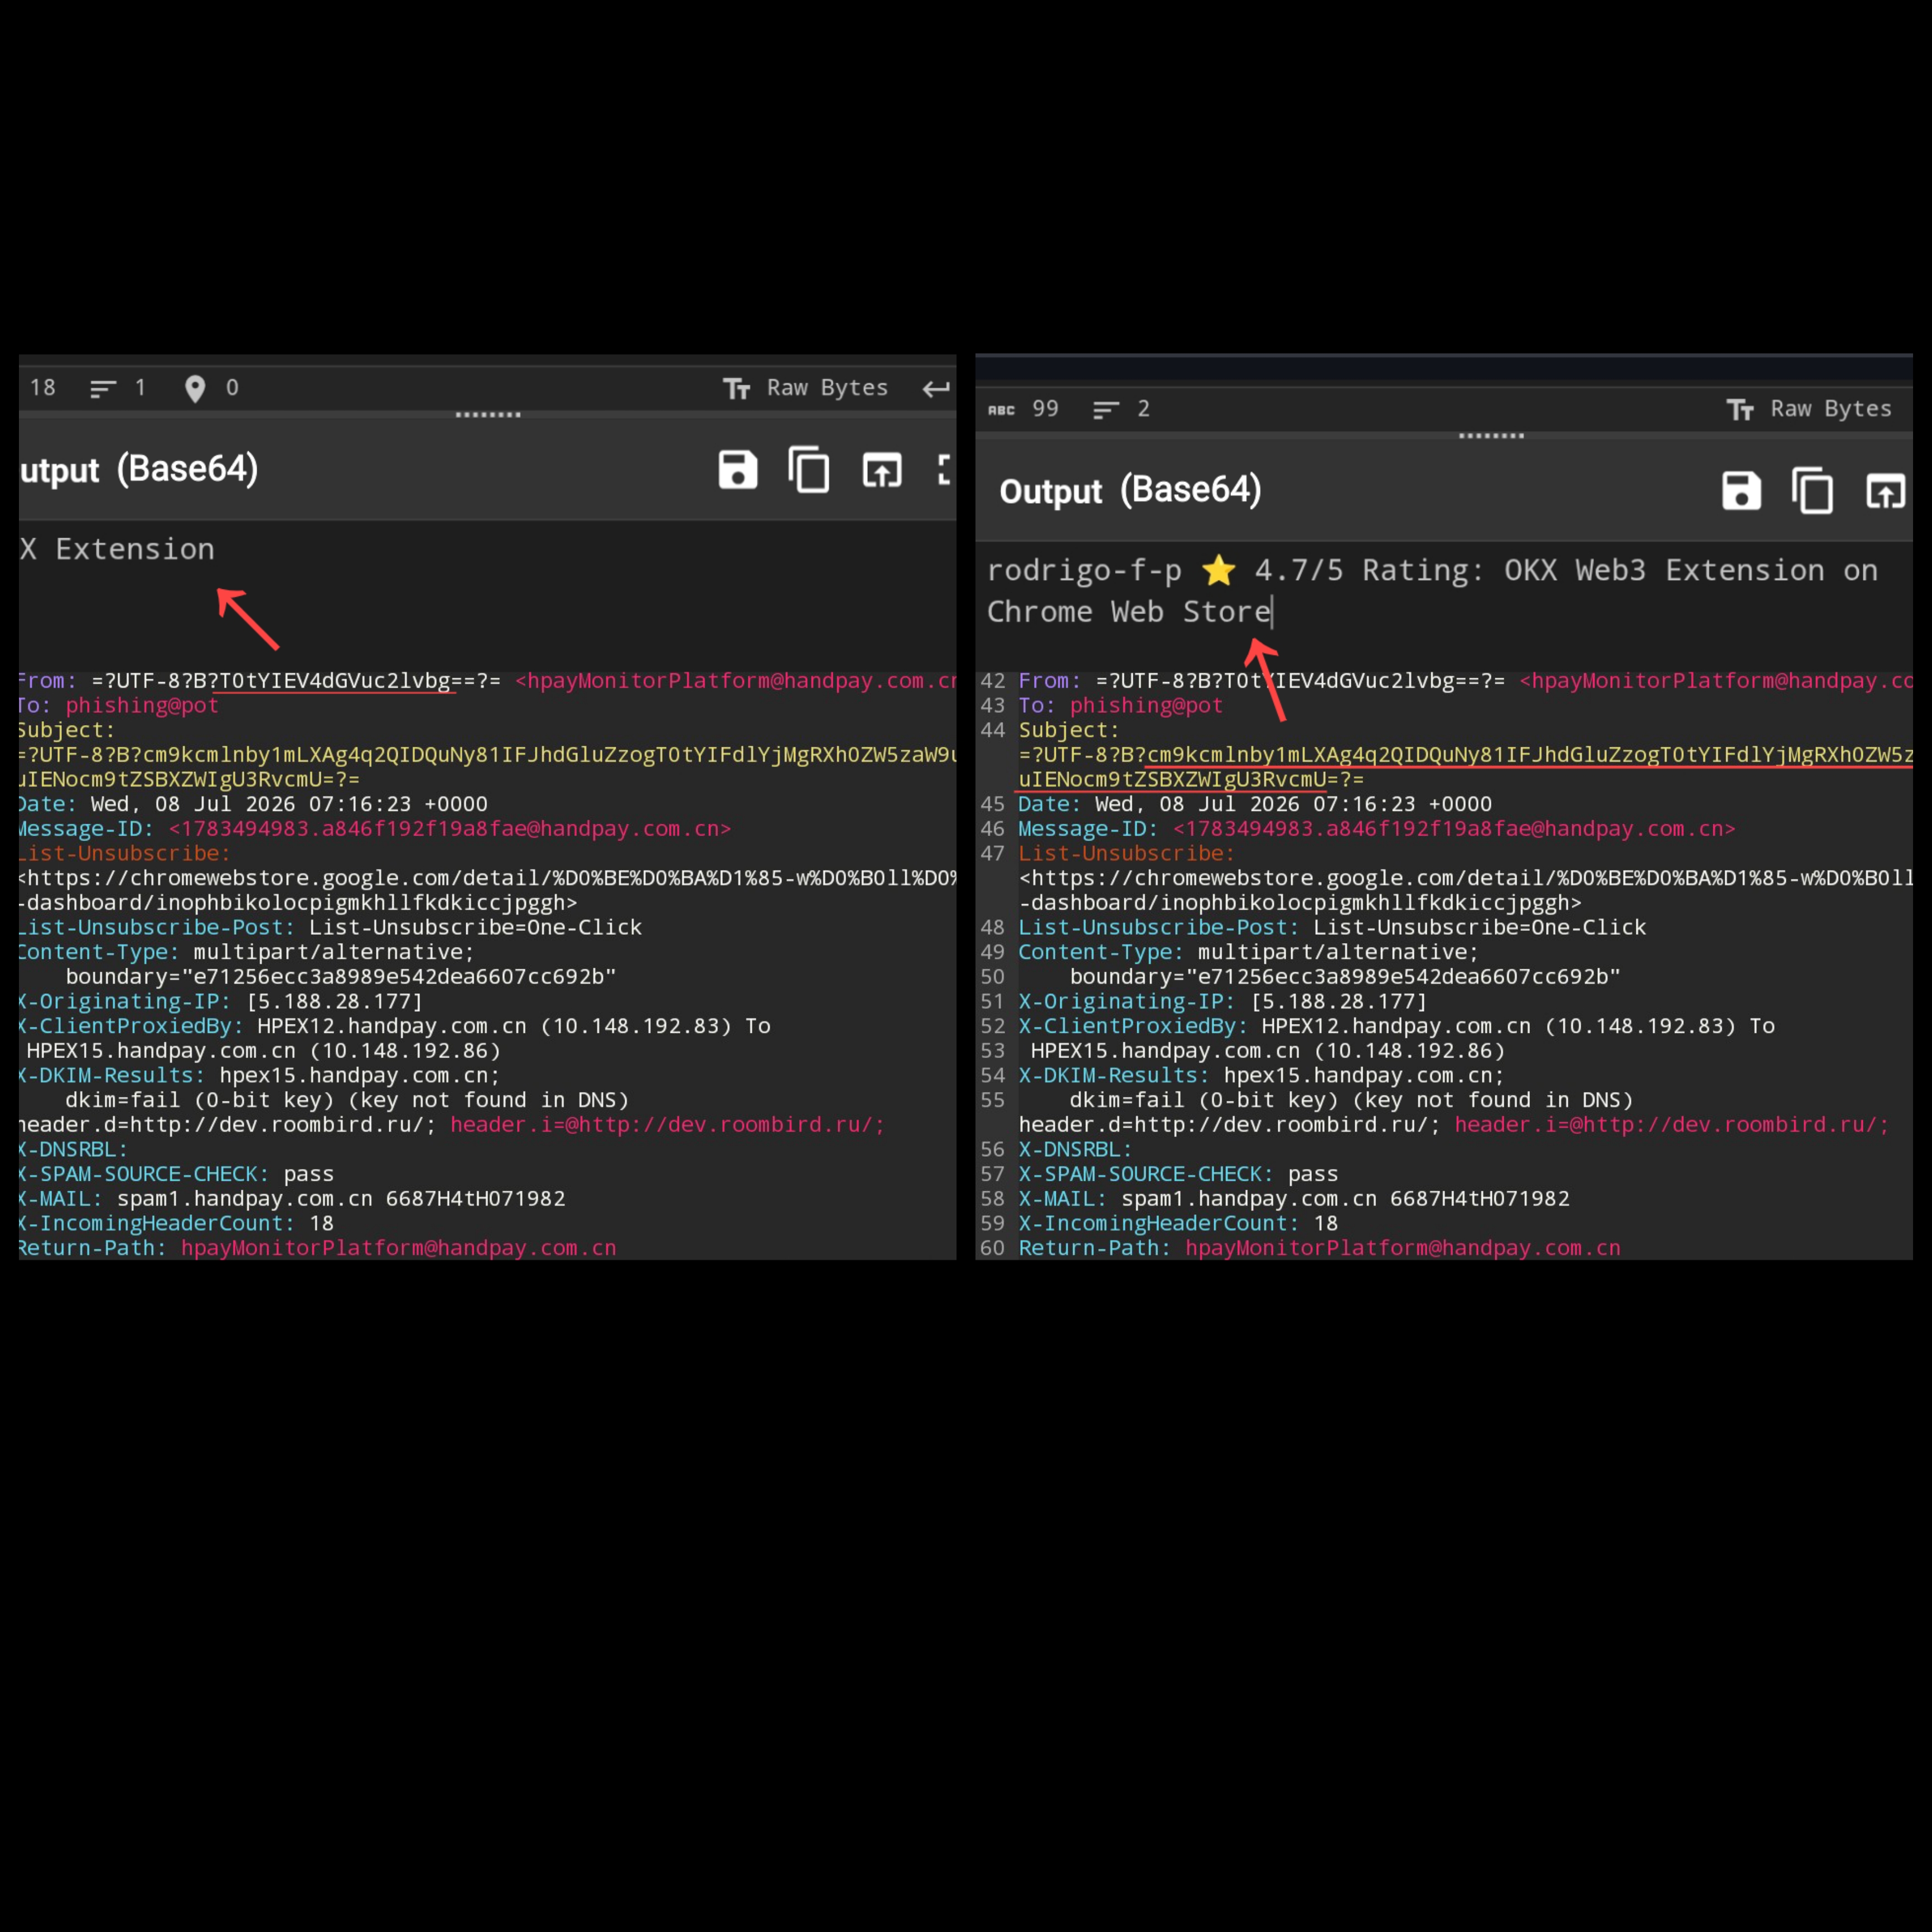 18 1 0 Raw Bytes
utput (Base64)
X Extension
From: =?UTF-8?B?T0tYIEV4dGVuc2lvbg==?= <hpayMonitorPlatform@handpay.com.cn
To: phishing@pot
Subject:
=?UTF-8?B?cm9kcmlnby1mLXAg4q2QIDQuNy81IFJhdGluZzogT0tYIFdlYjMgRXh0ZW5zaW9u
uIENocm9tZSBXZWIgU3RvcmU=?=
Date: Wed, 08 Jul 2026 07:16:23 +0000
Message-ID: <1783494983.a846f192f19a8fae@handpay.com.cn>
List-Unsubscribe:
<https://chromewebstore.google.com/detail/%D0%BE%D0%BA%D1%85-w%D0%B0ll%D0%
-dashboard/inophbikolocpigmkhllfkdkiccjpggh>
List-Unsubscribe-Post: List-Unsubscribe=One-Click
Content-Type: multipart/alternative;
boundary="e71256ecc3a8989e542dea6607cc692b"
X-Originating-IP: [5.188.28.177]
X-ClientProxiedBy: HPEX12.handpay.com.cn (10.148.192.83) To
HPEX15.handpay.com.cn (10.148.192.86)
X-DKIM-Results: hpex15.handpay.com.cn;
dkim=fail (0-bit key) (key not found in DNS)
header.d=http://dev.roombird.ru/; header.i=@http://dev.roombird.ru/;
X-DNSRBL:
X-SPAM-SOURCE-CHECK: pass
X-MAIL: spam1.handpay.com.cn 6687H4tH071982
X-IncomingHeaderCount: 18
Return-Path: hpayMonitorPlatform@handpay.com.cn
ABC 99 2 Raw Bytes
Output (Base64)
rodrigo-f-p ⭐ 4.7/5 Rating: OKX Web3 Extension on
Chrome Web Store
42 From: =?UTF-8?B?T0tYIEV4dGVuc2lvbg==?= <hpayMonitorPlatform@handpay.co
43 To: phishing@pot
44 Subject:
=?UTF-8?B?cm9kcmlnby1mLXAg4q2QIDQuNy81IFJhdGluZzogT0tYIFdlYjMgRXh0ZW5z
uIENocm9tZSBXZWIgU3RvcmU=?=
45 Date: Wed, 08 Jul 2026 07:16:23 +0000
46 Message-ID: <1783494983.a846f192f19a8fae@handpay.com.cn>
47 List-Unsubscribe:
<https://chromewebstore.google.com/detail/%D0%BE%D0%BA%D1%85-w%D0%B0ll
-dashboard/inophbikolocpigmkhllfkdkiccjpggh>
48 List-Unsubscribe-Post: List-Unsubscribe=One-Click
49 Content-Type: multipart/alternative;
50 boundary="e71256ecc3a8989e542dea6607cc692b"
51 X-Originating-IP: [5.188.28.177]
52 X-ClientProxiedBy: HPEX12.handpay.com.cn (10.148.192.83) To
53 HPEX15.handpay.com.cn (10.148.192.86)
54 X-DKIM-Results: hpex15.handpay.com.cn;
55 dkim=fail (0-bit key) (key not found in DNS)
header.d=http://dev.roombird.ru/; header.i=@http://dev.roombird.ru/;
56 X-DNSRBL:
57 X-SPAM-SOURCE-CHECK: pass
58 X-MAIL: spam1.handpay.com.cn 6687H4tH071982
59 X-IncomingHeaderCount: 18
60 Return-Path: hpayMonitorPlatform@handpay.com.cn